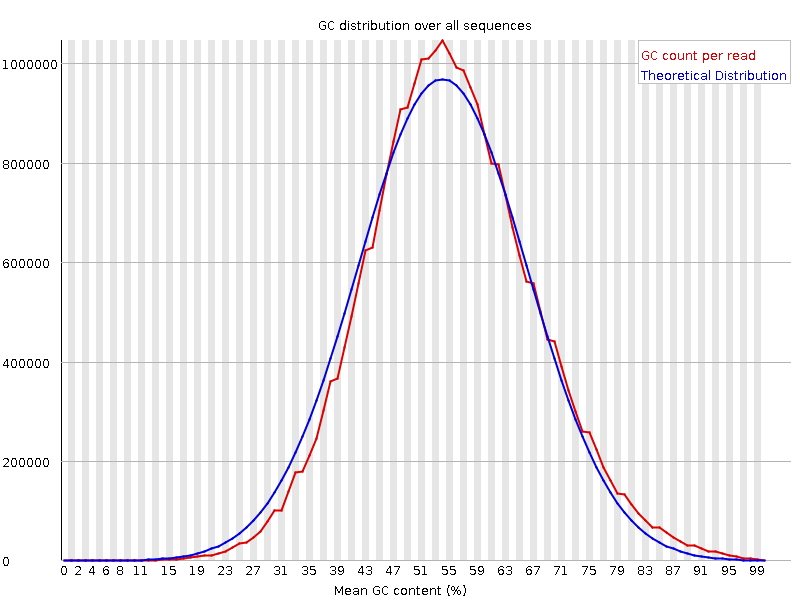 GC distribution over all sequences
GC count per read
Theoretical Distribution
1000000
800000
600000
400000
200000
0
0 2 4 6 8 11 15 19 23 27 31 35 39 43 47 51 55 59 63 67 71 75 79 83 87 91 95 99
Mean GC content (%)